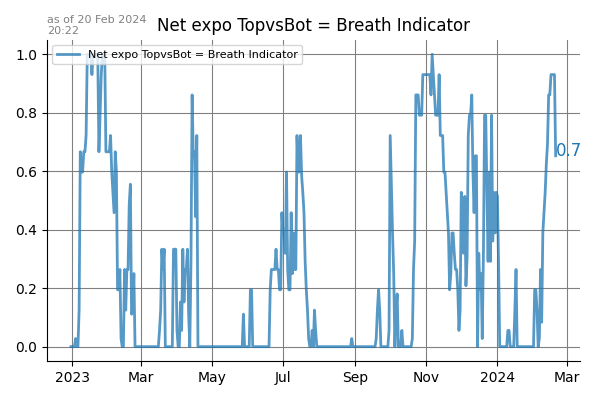 as of 20 Feb 2024
20:22
Net expo TopvsBot = Breath Indicator
Net expo TopvsBot = Breath Indicator
1.0
0.8
0.6
0.4
0.2
0.0
0.7
2023 Mar May Jul Sep Nov 2024 Mar